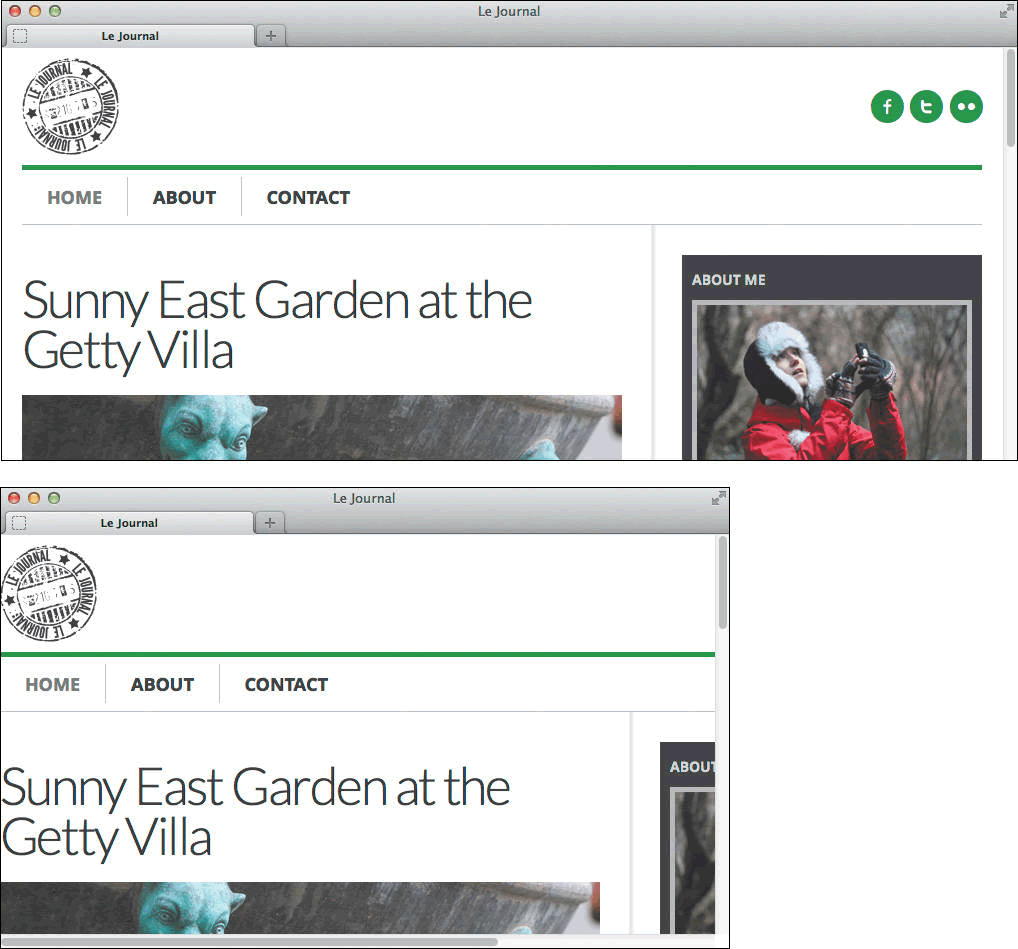 Le Journal
Le Journal
LE JOURNAL ★ LE JOURNAL ★ LE JOURNAL ★
HOME
ABOUT
CONTACT
Sunny East Garden at the
Getty Villa
ABOUT ME
Le Journal
Le Journal
LE JOURNAL ★ LE JOURNAL ★ LE JOURNAL ★
HOME
ABOUT
CONTACT
Sunny East Garden at the
Getty Villa
ABOUT